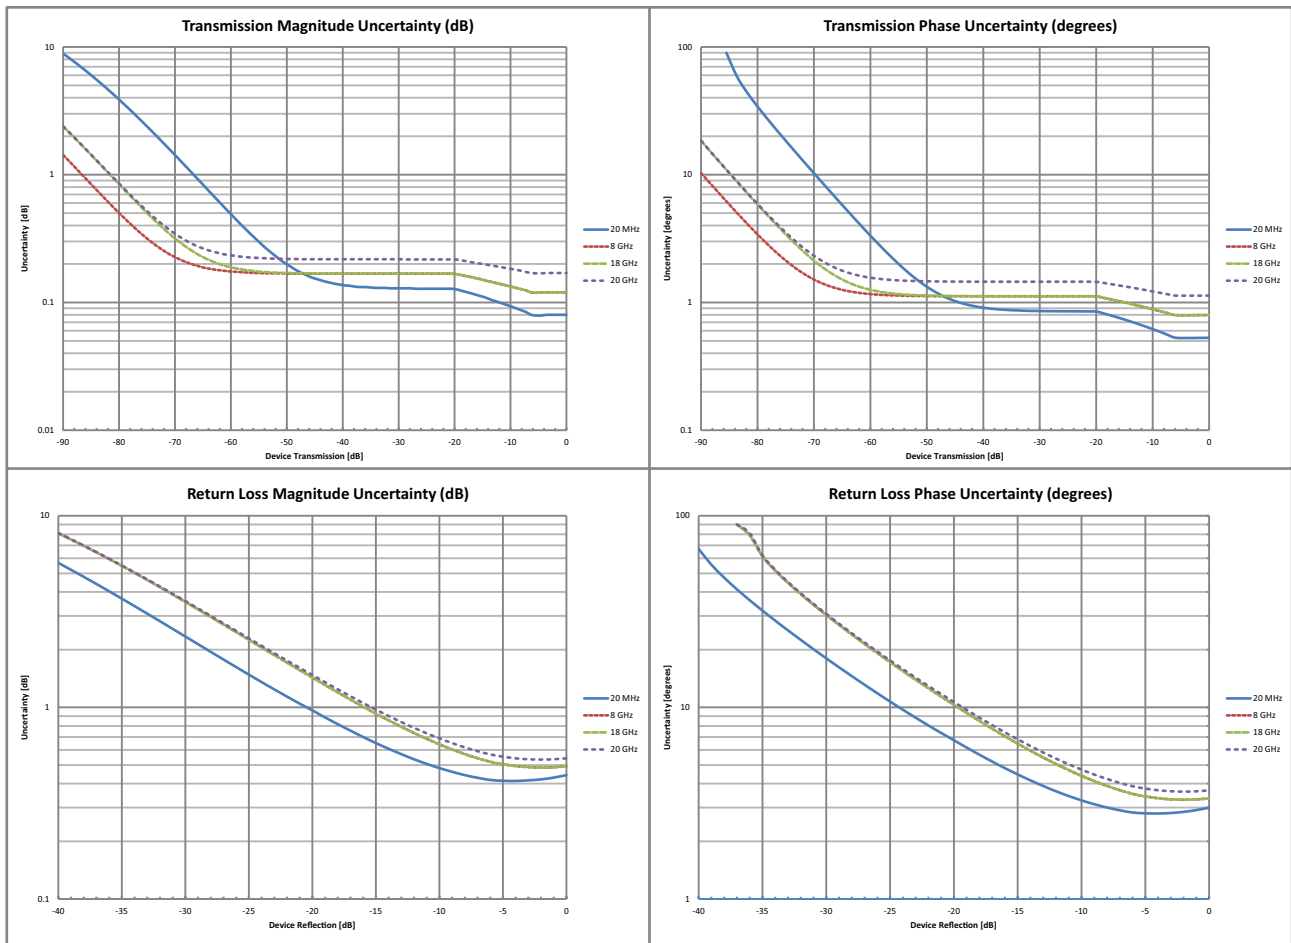 Transmission Magnitude Uncertainty (dB)
10
1
0.1
0.01
Uncertainty [dB]
-90 -80 -70 -60 -50 -40 -30 -20 -10 0
Device Transmission [dB]
20 MHz
8 GHz
18 GHz
20 GHz
Transmission Phase Uncertainty (degrees)
100
10
1
0.1
Uncertainty [degrees]
-90 -80 -70 -60 -50 -40 -30 -20 -10 0
Device Transmission [dB]
20 MHz
8 GHz
18 GHz
20 GHz
Return Loss Magnitude Uncertainty (dB)
10
1
0.1
Uncertainty [dB]
-40 -35 -30 -25 -20 -15 -10 -5 0
Device Reflection [dB]
20 MHz
8 GHz
18 GHz
20 GHz
Return Loss Phase Uncertainty (degrees)
100
10
1
Uncertainty [degrees]
-40 -35 -30 -25 -20 -15 -10 -5 0
Device Reflection [dB]
20 MHz
8 GHz
18 GHz
20 GHz